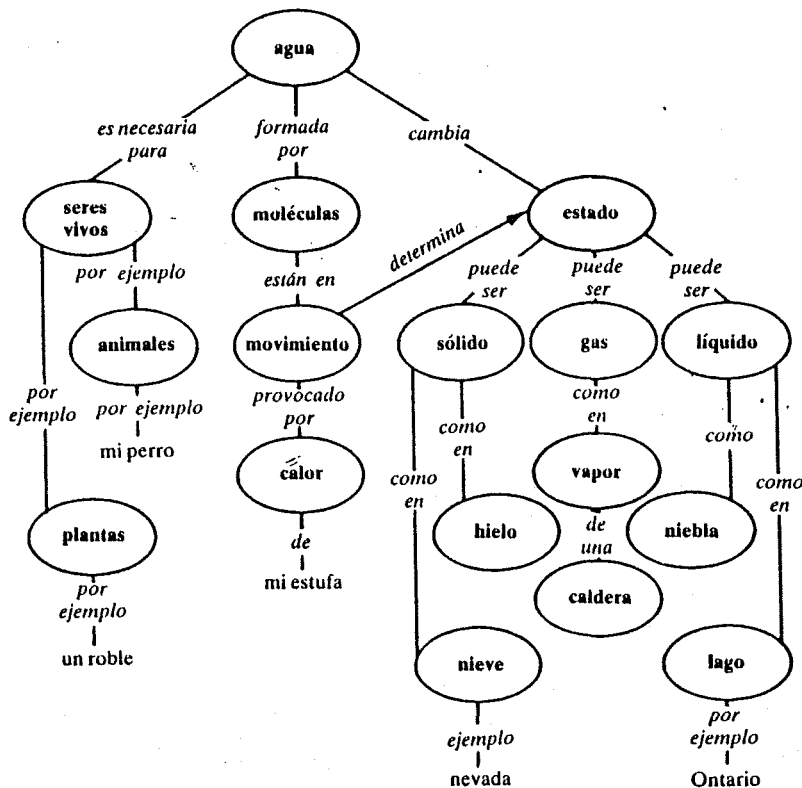 agua
es necesaria
para
formada
por
cambia
seres
vivos
moléculas
estado
determina
por ejemplo
están en
puede
ser
puede
ser
puede
ser
animales
movimiento
sólido
gas
líquido
por
ejemplo
por ejemplo
provocado
por
como
en
como
en
como
mi perro
calor
como
en
vapor
como
en
plantas
de
hielo
de
una
niebla
mi estufa
caldera
por
ejemplo
un roble
nieve
lago
ejemplo
por
ejemplo
nevada
Ontario